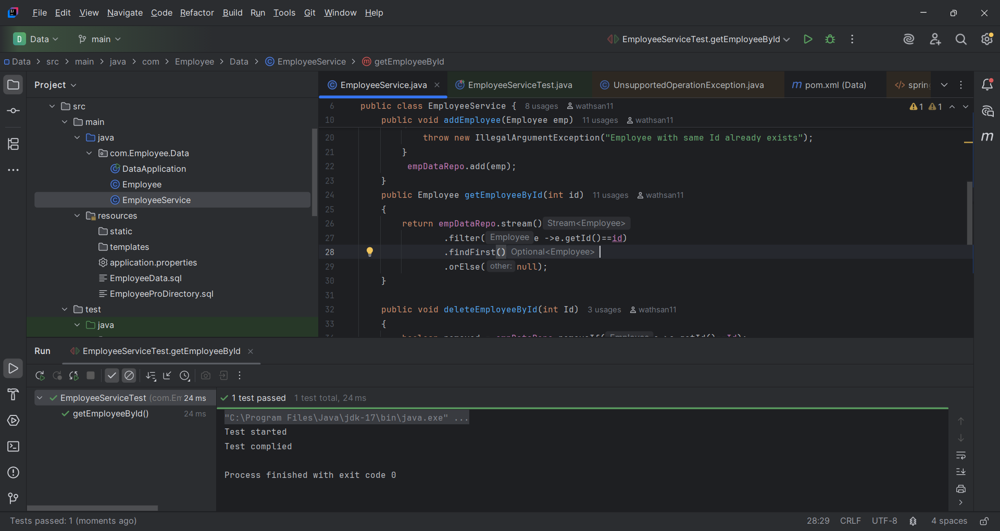 File Edit View Navigate Code Refactor Build Run Tools Git Window Help
D Data main EmployeeServiceTest.getEmployeeById
Data > src > main > java > com > Employee > Data > EmployeeService > getEmployeeById
Project
src
main
java
com.Employee.Data
DataApplication
Employee
EmployeeService
resources
static
templates
application.properties
EmployeeData.sql
EmployeeProDirectory.sql
test
java
EmployeeService.java EmployeeServiceTest.java UnsupportedOperationException.java pom.xml (Data) </> spring
6 public class EmployeeService { 8 usages wathsan11
1 1
10 public void addEmployee(Employee emp) 11 usages wathsan11
20 throw new IllegalArgumentException("Employee with same Id already exists");
21 }
22 empDataRepo.add(emp);
23 }
24 public Employee getEmployeeById(int id) 11 usages wathsan11
25 {
26 return empDataRepo.stream() Stream<Employee>
27 .filter( Employee e ->e.getId()==id)
28 .findFirst() Optional<Employee>
29 .orElse( other: null);
30 }
31
32 public void deleteEmployeeById(int Id) 3 usages wathsan11
33 {
34 boolean removed = empDataRepo.removeIf( Employee e ->e.getId()==Id);
Run EmployeeServiceTest.getEmployeeById
EmployeeServiceTest (com.Em 24 ms
getEmployeeById() 24 ms
1 test passed 1 test total, 24 ms
"C:\Program Files\Java\jdk-17\bin\java.exe" ...
Test started
Test complied
Process finished with exit code 0
Tests passed: 1 (moments ago)
28:29 CRLF UTF-8 4 spaces